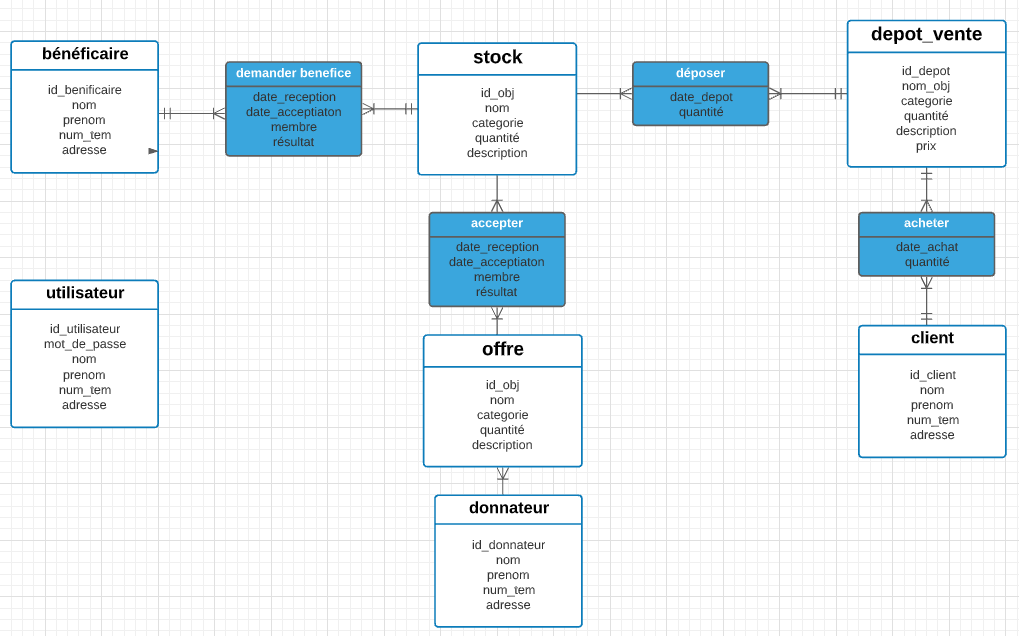 bénéficaire
id_benificaire
nom
prenom
num_tem
adresse
demander benefice
date_reception
date_acceptiaton
membre
résultat
stock
id_obj
nom
categorie
quantité
description
déposer
date_depot
quantité
depot_vente
id_depot
nom_obj
categorie
quantité
description
prix
accepter
date_reception
date_acceptiaton
membre
résultat
acheter
date_achat
quantité
utilisateur
id_utilisateur
mot_de_passe
nom
prenom
num_tem
adresse
offre
id_obj
nom
categorie
quantité
description
client
id_client
nom
prenom
num_tem
adresse
donnateur
id_donnateur
nom
prenom
num_tem
adresse